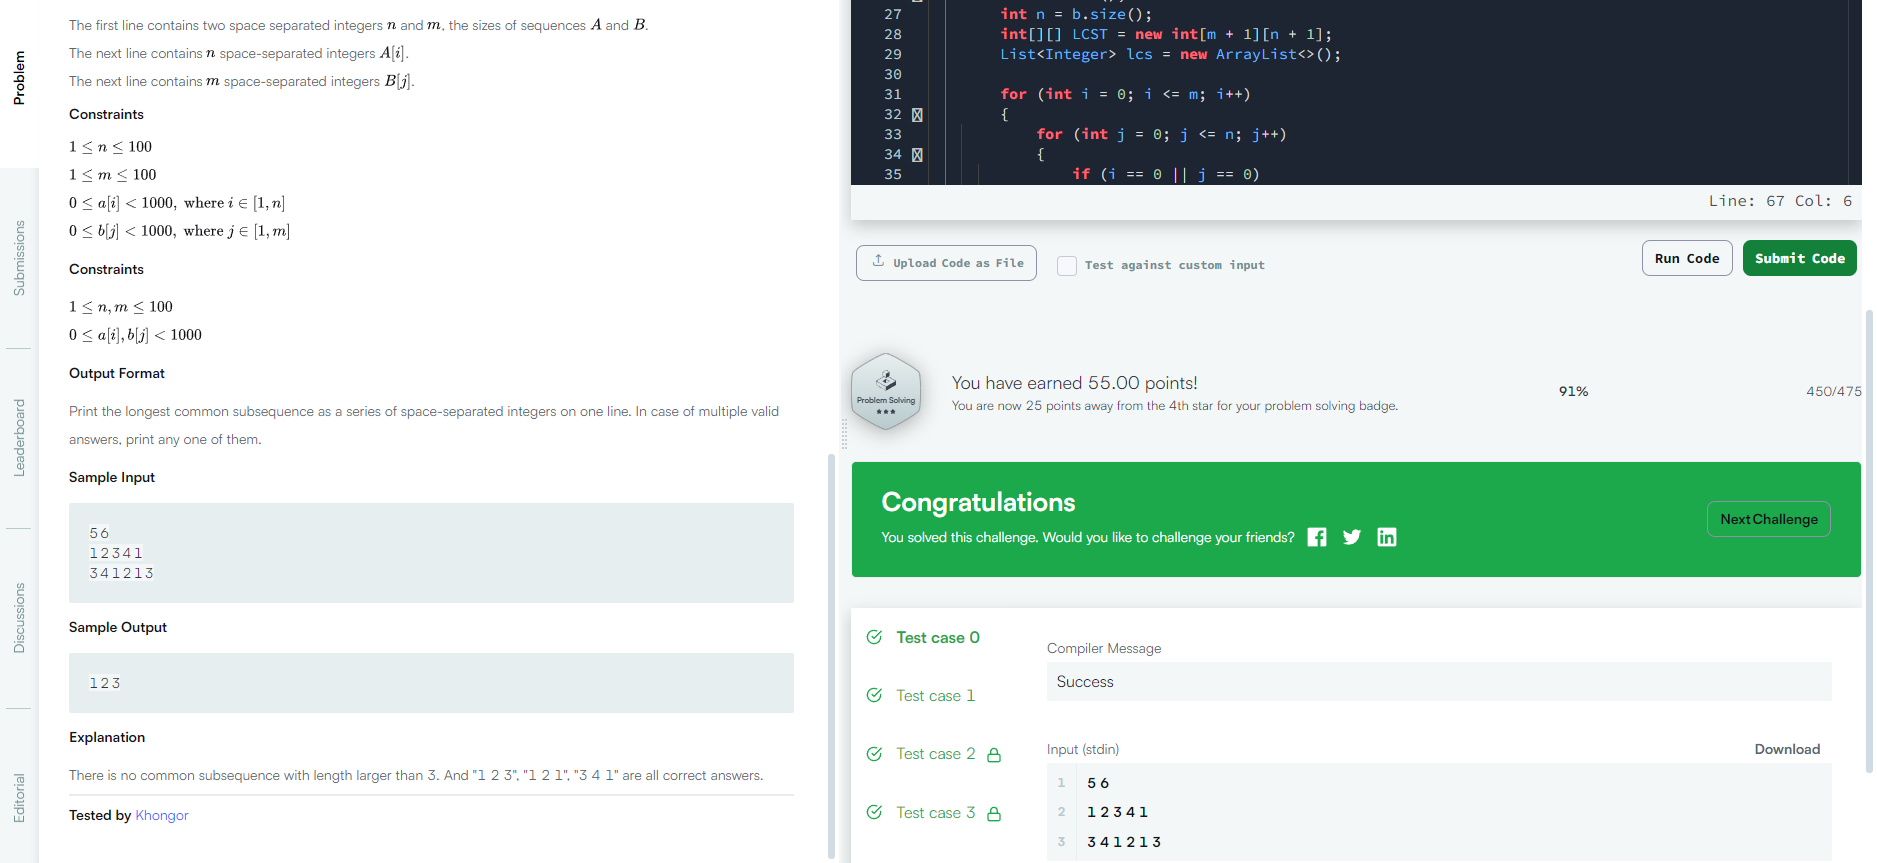 Problem
Submissions
Leaderboard
Discussions
Editorial
The first line contains two space separated integers n and m, the sizes of sequences A and B.
The next line contains n space-separated integers A[i].
The next line contains m space-separated integers B[j].
Constraints
1 ≤ n ≤ 100
1 ≤ m ≤ 100
0 ≤ a[i] < 1000, where i ∈ [1, n]
0 ≤ b[j] < 1000, where j ∈ [1, m]
Constraints
1 ≤ n, m ≤ 100
0 ≤ a[i], b[j] < 1000
Output Format
Print the longest common subsequence as a series of space-separated integers on one line. In case of multiple valid
answers, print any one of them.
Sample Input
5 6
1 2 3 4 1
3 4 1 2 1 3
Sample Output
1 2 3
Explanation
There is no common subsequence with length larger than 3. And "1 2 3", "1 2 1", "3 4 1" are all correct answers.
Tested by Khongor
27 int n = b.size();
28 int[][] LCST = new int[m + 1][n + 1];
29 List<Integer> lcs = new ArrayList<>();
30
31 for (int i = 0; i <= m; i++)
32 {
33 for (int j = 0; j <= n; j++)
34 {
35 if (i == 0 || j == 0)
Line: 67 Col: 6
Upload Code as File
Test against custom input
Run Code
Submit Code
Problem Solving
You have earned 55.00 points!
You are now 25 points away from the 4th star for your problem solving badge.
91%
450/475
Congratulations
You solved this challenge. Would you like to challenge your friends?
Next Challenge
Test case 0
Test case 1
Test case 2
Test case 3
Compiler Message
Success
Input (stdin)
Download
1 5 6
2 1 2 3 4 1
3 3 4 1 2 1 3